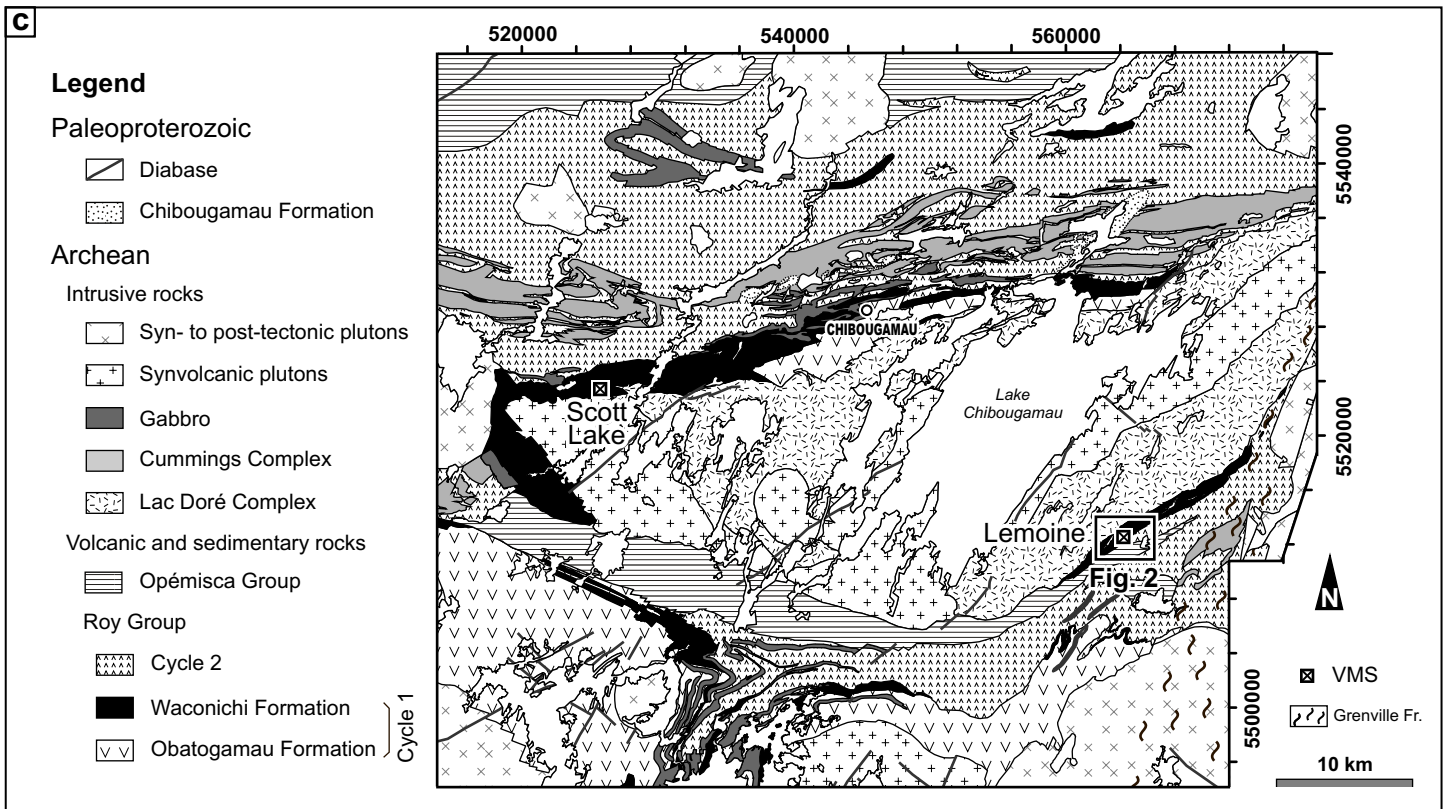 C
520000
540000
560000
Legend
Paleoproterozoic
Diabase
Chibougamau Formation
Archean
Intrusive rocks
Syn- to post-tectonic plutons
Synvolcanic plutons
Gabbro
Cummings Complex
Lac Doré Complex
Volcanic and sedimentary rocks
Opémisca Group
Roy Group
Cycle 2
Waconichi Formation
Obatogamau Formation
Cycle 1
CHIBOUGAMAU
Scott
Lake
Lake
Chibougamau
Lemoine
Fig. 2
5540000
5520000
5500000
N
VMS
Grenville Fr.
10 km